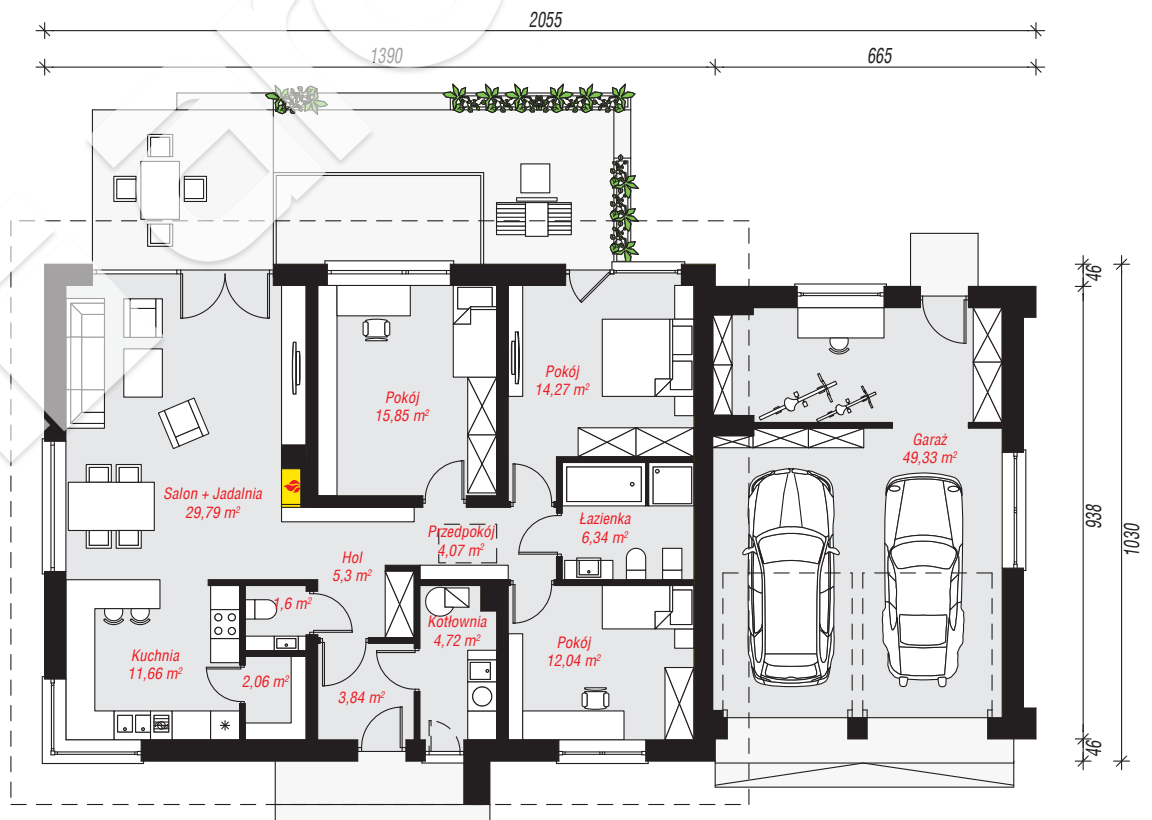 2055
1390
665
46
Pokój
14,27 m²
Pokój
15,85 m²
Garaż
49,33 m²
Salon + Jadalnia
29,79 m²
Łazienka
6,34 m²
Przedpokój
4,07 m²
938
1030
Hol
5,3 m²
1,6 m²
Kotłownia
4,72 m²
Pokój
12,04 m²
Kuchnia
11,66 m²
2,06 m²
3,84 m²
46